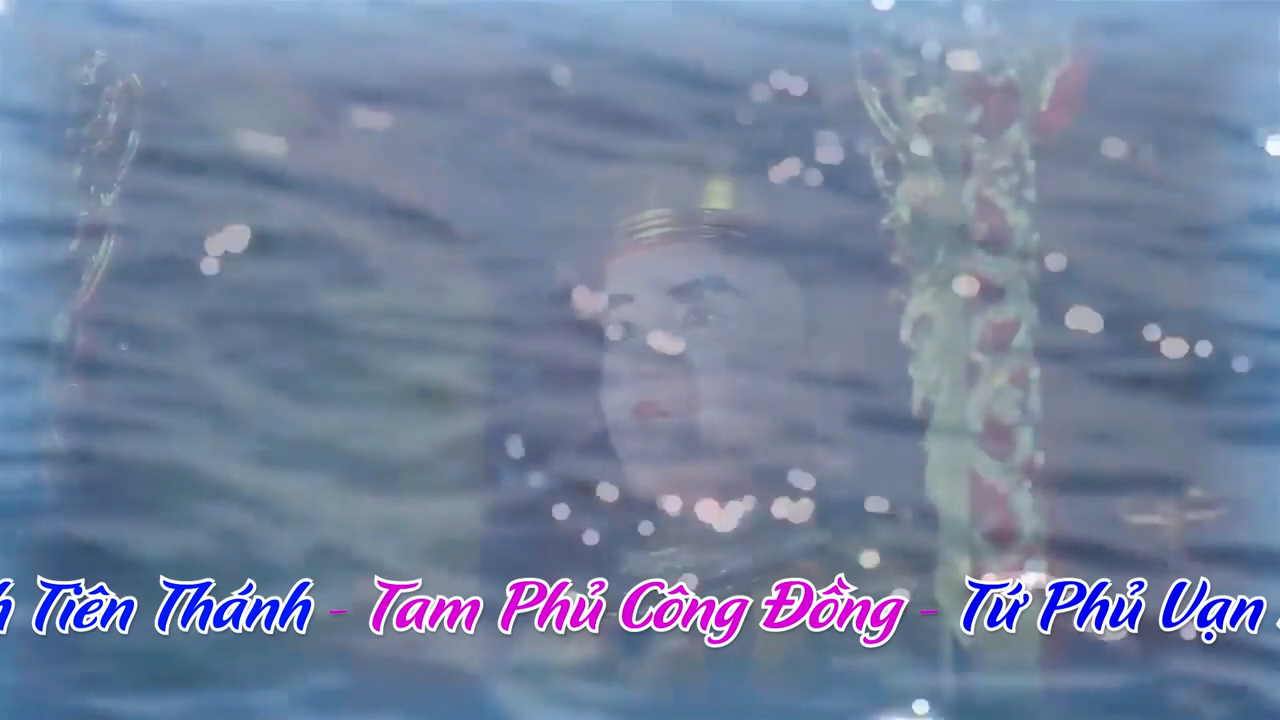 Tiên Thánh - Tam Phủ Công Đồng - Tứ Phủ Vạn